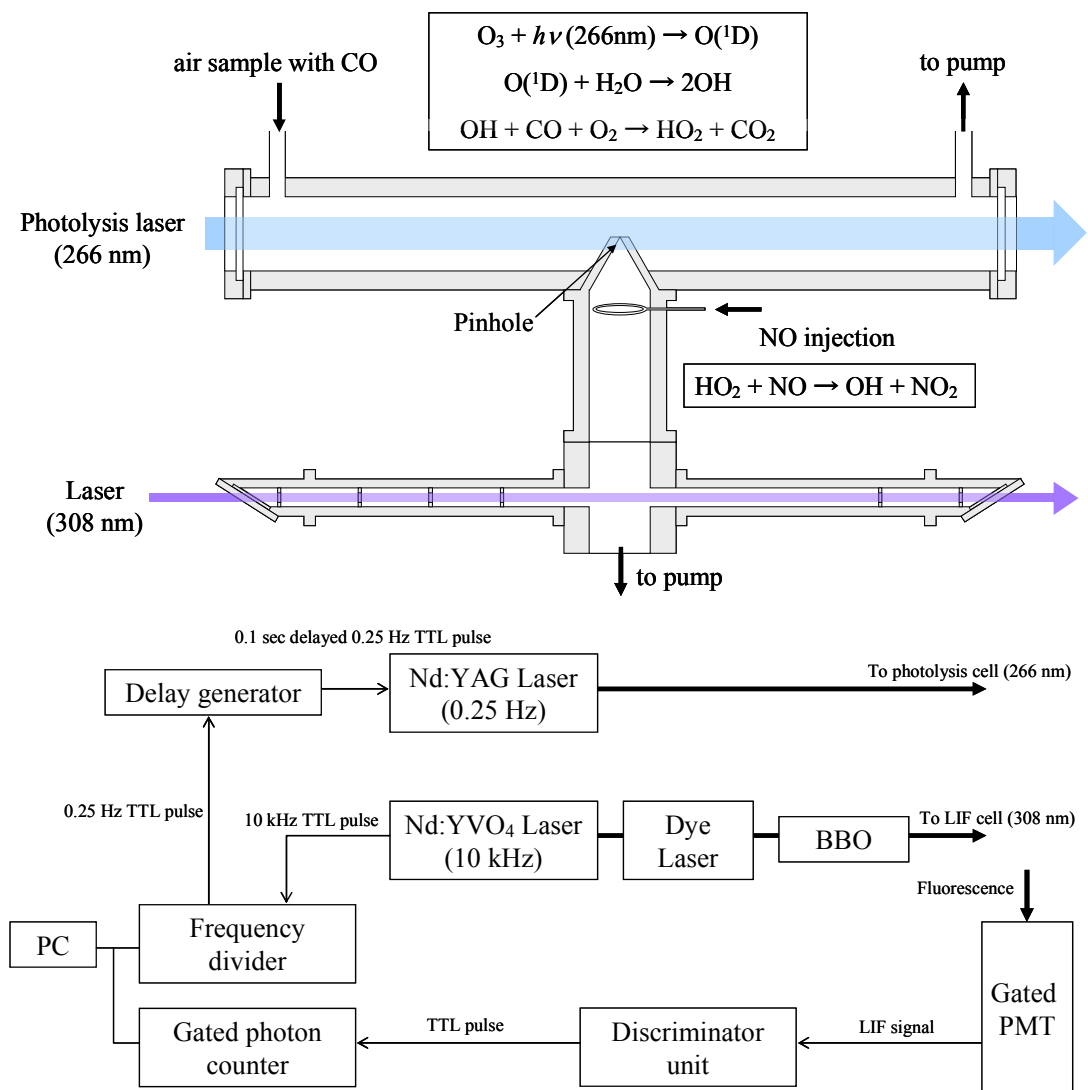 O₃ + hν (266nm) → O(¹D)
O(¹D) + H₂O → 2OH
OH + CO + O₂ → HO₂ + CO₂
air sample with CO
to pump
Photolysis laser
(266 nm)
Pinhole
NO injection
HO₂ + NO → OH + NO₂
Laser
(308 nm)
to pump
0.1 sec delayed 0.25 Hz TTL pulse
Delay generator
Nd:YAG Laser
(0.25 Hz)
To photolysis cell (266 nm)
0.25 Hz TTL pulse
10 kHz TTL pulse
Nd:YVO₄ Laser
(10 kHz)
Dye
Laser
BBO
To LIF cell (308 nm)
Fluorescence
PC
Frequency
divider
Gated
PMT
Gated photon
counter
TTL pulse
Discriminator
unit
LIF signal